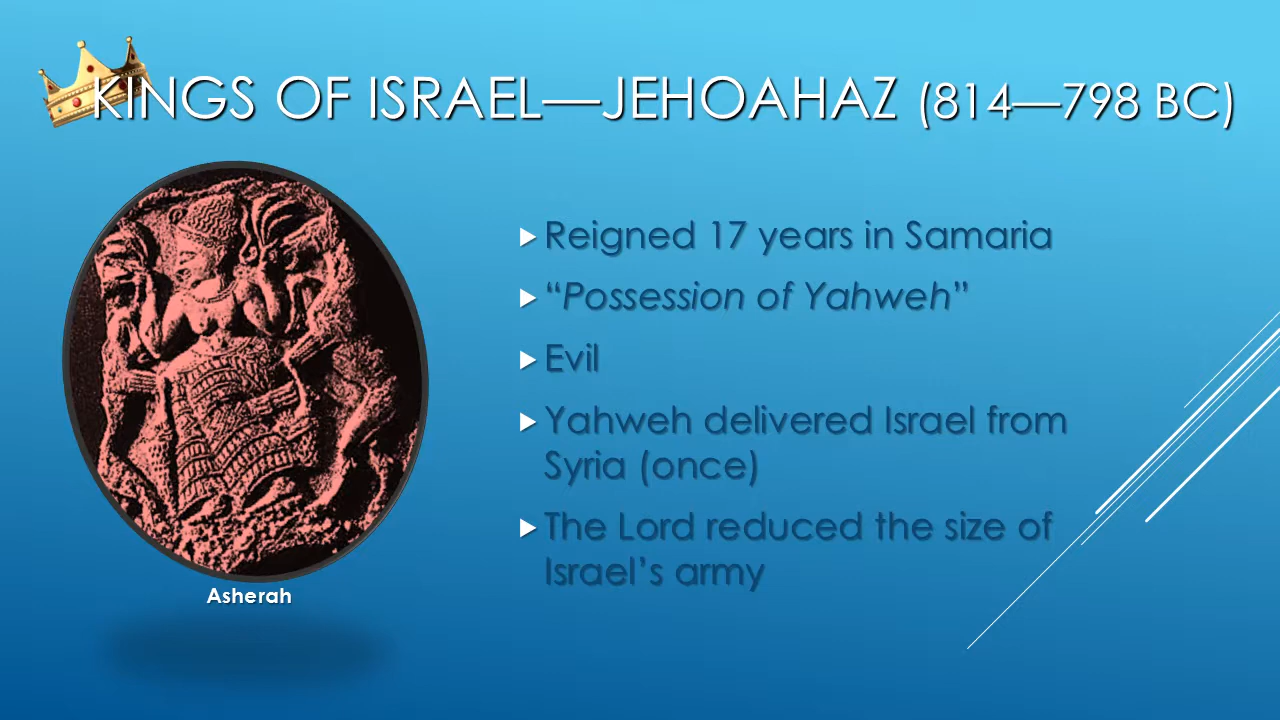 KINGS OF ISRAEL—JEHOAHAZ (814—798 BC)
Reigned 17 years in Samaria
“Possession of Yahweh”
Evil
Yahweh delivered Israel from
Syria (once)
The Lord reduced the size of
Israel’s army
Asherah